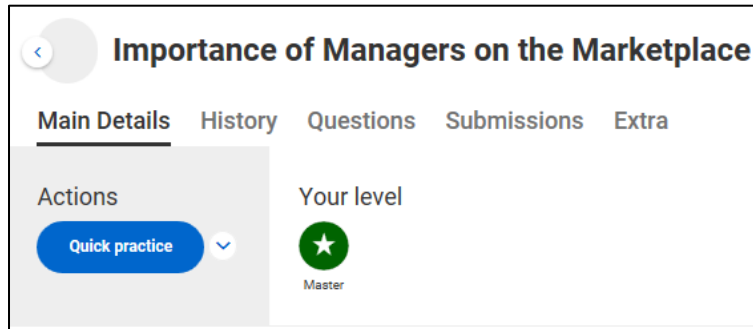 Importance of Managers on the Marketplace
Main Details History Questions Submissions Extra
Actions
Your level
Quick practice
Master